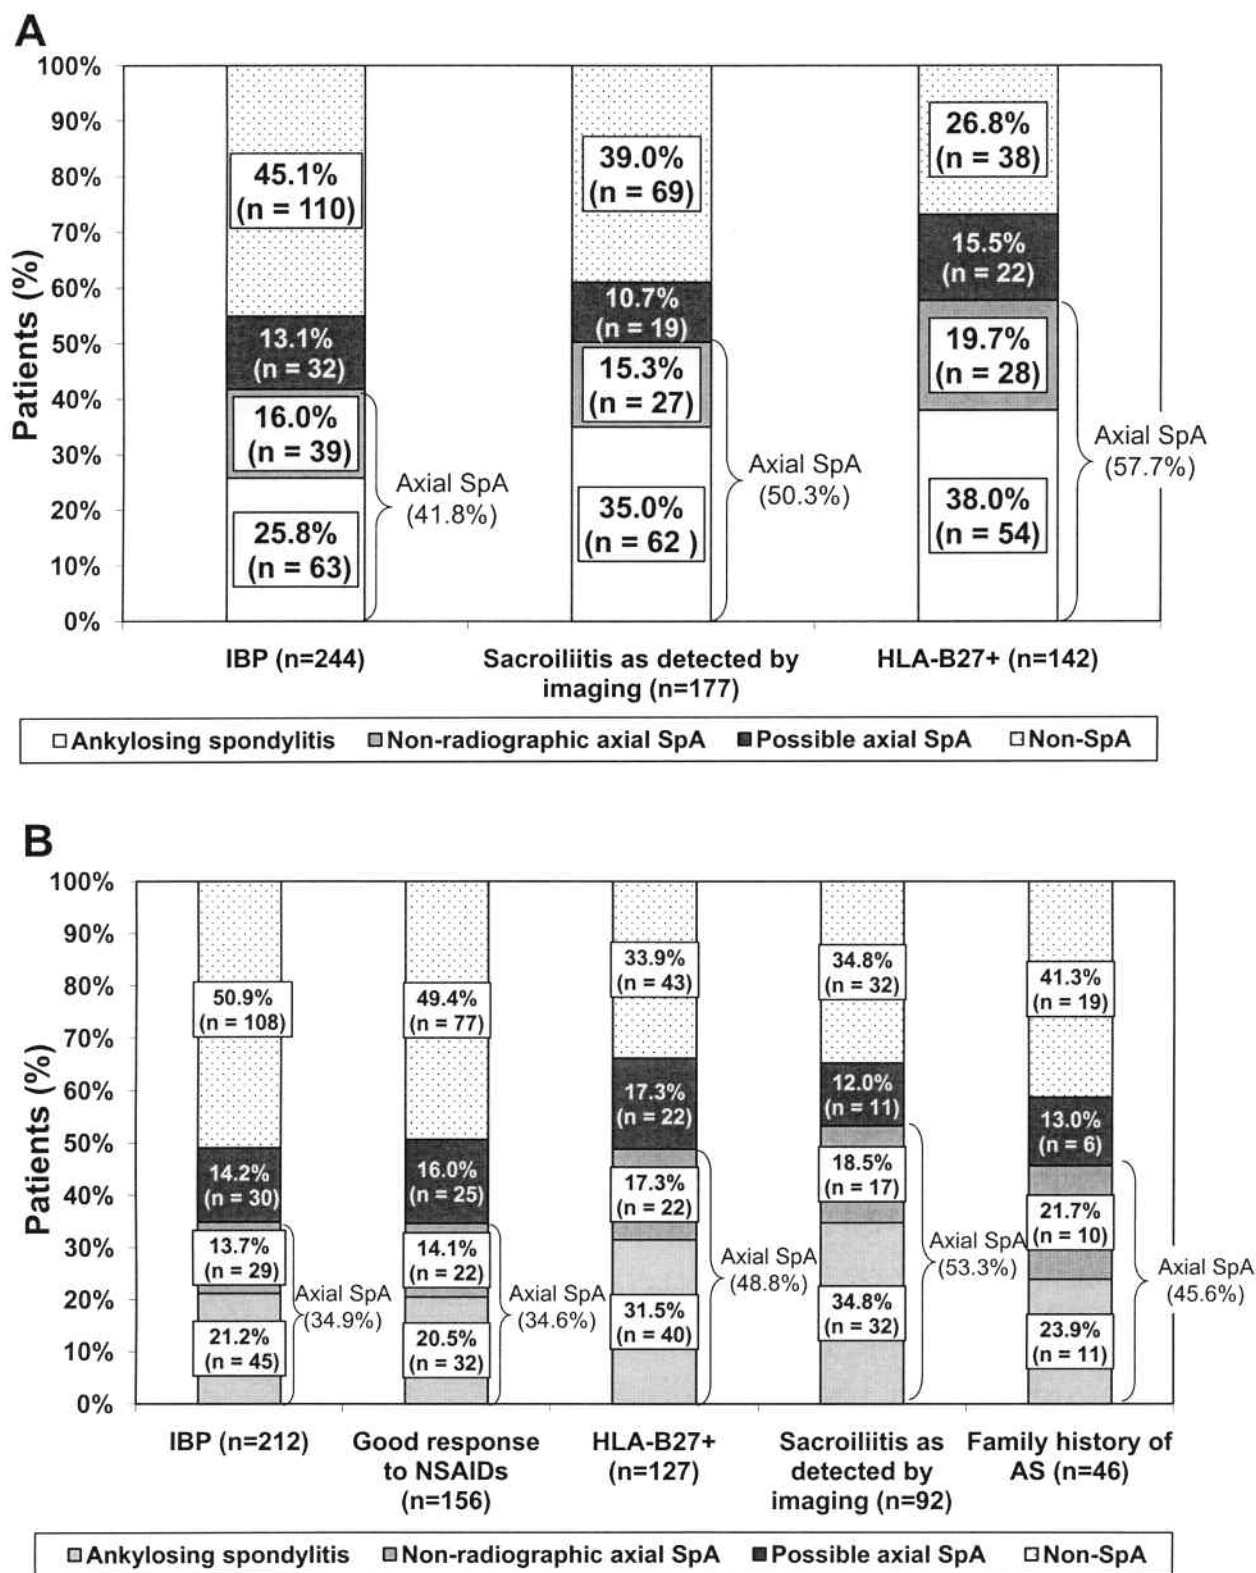 A
100%
90%
80%
70%
60%
50%
40%
30%
20%
10%
0%
Patients (%)
45.1%
(n = 110)
13.1%
(n = 32)
16.0%
(n = 39)
25.8%
(n = 63)
Axial SpA
(41.8%)
39.0%
(n = 69)
10.7%
(n = 19)
15.3%
(n = 27)
35.0%
(n = 62 )
Axial SpA
(50.3%)
26.8%
(n = 38)
15.5%
(n = 22)
19.7%
(n = 28)
38.0%
(n = 54)
Axial SpA
(57.7%)
IBP (n=244)
Sacroiliitis as detected by
imaging (n=177)
HLA-B27+ (n=142)
Ankylosing spondylitis Non-radiographic axial SpA Possible axial SpA Non-SpA
B
100%
90%
80%
70%
60%
50%
40%
30%
20%
10%
0%
Patients (%)
50.9%
(n = 108)
14.2%
(n = 30)
13.7%
(n = 29)
21.2%
(n = 45)
Axial SpA
(34.9%)
49.4%
(n = 77)
16.0%
(n = 25)
14.1%
(n = 22)
20.5%
(n = 32)
Axial SpA
(34.6%)
33.9%
(n = 43)
17.3%
(n = 22)
17.3%
(n = 22)
31.5%
(n = 40)
Axial SpA
(48.8%)
34.8%
(n = 32)
12.0%
(n = 11)
18.5%
(n = 17)
34.8%
(n = 32)
Axial SpA
(53.3%)
41.3%
(n = 19)
13.0%
(n = 6)
21.7%
(n = 10)
23.9%
(n = 11)
Axial SpA
(45.6%)
IBP (n=212)
Good response
to NSAIDs
(n=156)
HLA-B27+
(n=127)
Sacroiliitis as
detected by
imaging (n=92)
Family history of
AS (n=46)
Ankylosing spondylitis Non-radiographic axial SpA Possible axial SpA Non-SpA